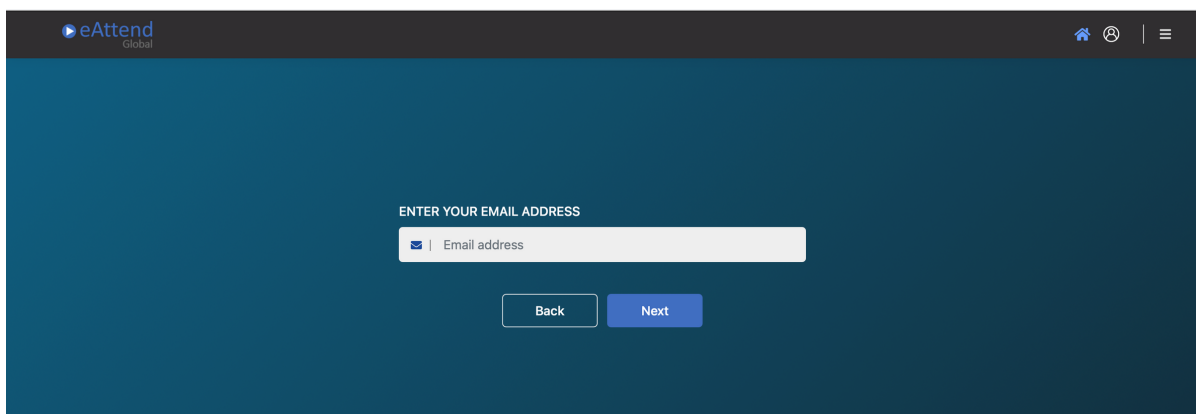 eAttend
Global
ENTER YOUR EMAIL ADDRESS
Email address
Back
Next